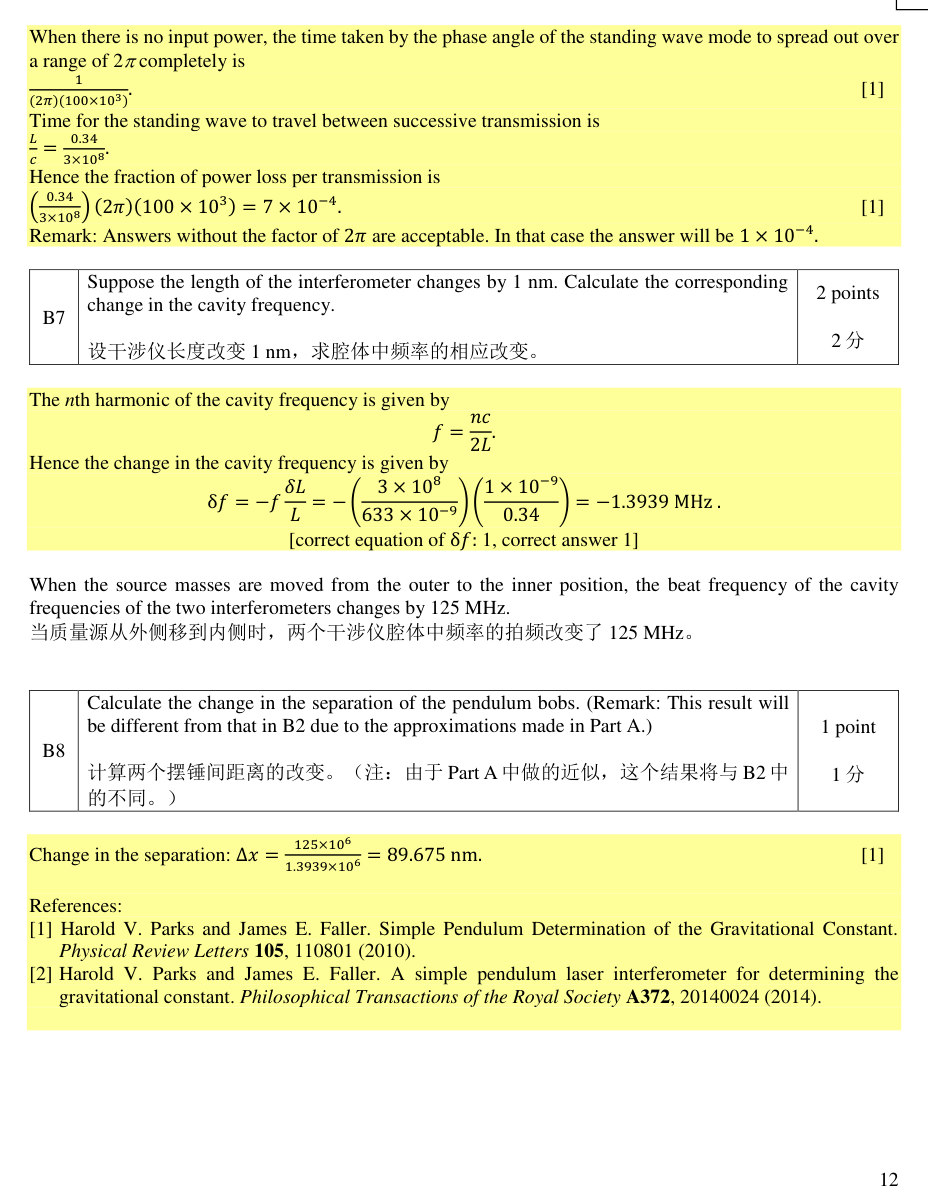 When there is no input power, the time taken by the phase angle of the standing wave mode to spread out over
a range of 2π completely is
1/((2π)(100×10³)). [1]
Time for the standing wave to travel between successive transmission is
L/c = 0.34/(3×10⁸).
Hence the fraction of power loss per transmission is
(0.34/(3×10⁸)) (2π)(100 × 10³) = 7 × 10⁻⁴. [1]
Remark: Answers without the factor of 2π are acceptable. In that case the answer will be 1 × 10⁻⁴.
B7
Suppose the length of the interferometer changes by 1 nm. Calculate the corresponding
change in the cavity frequency.
设干涉仪长度改变 1 nm，求腔体中频率的相应改变。
2 points
2 分
The nth harmonic of the cavity frequency is given by
f = nc/2L.
Hence the change in the cavity frequency is given by
δf = −f δL/L = −((3 × 10⁸)/(633 × 10⁻⁹)) ((1 × 10⁻⁹)/0.34) = −1.3939 MHz .
[correct equation of δf: 1, correct answer 1]
When the source masses are moved from the outer to the inner position, the beat frequency of the cavity
frequencies of the two interferometers changes by 125 MHz.
当质量源从外侧移到内侧时，两个干涉仪腔体中频率的拍频改变了 125 MHz。
B8
Calculate the change in the separation of the pendulum bobs. (Remark: This result will
be different from that in B2 due to the approximations made in Part A.)
计算两个摆锤间距离的改变。（注：由于 Part A 中做的近似，这个结果将与 B2 中
的不同。）
1 point
1 分
Change in the separation: Δx = (125×10⁶)/(1.3939×10⁶) = 89.675 nm. [1]
References:
[1] Harold V. Parks and James E. Faller. Simple Pendulum Determination of the Gravitational Constant.
Physical Review Letters 105, 110801 (2010).
[2] Harold V. Parks and James E. Faller. A simple pendulum laser interferometer for determining the
gravitational constant. Philosophical Transactions of the Royal Society A372, 20140024 (2014).
12